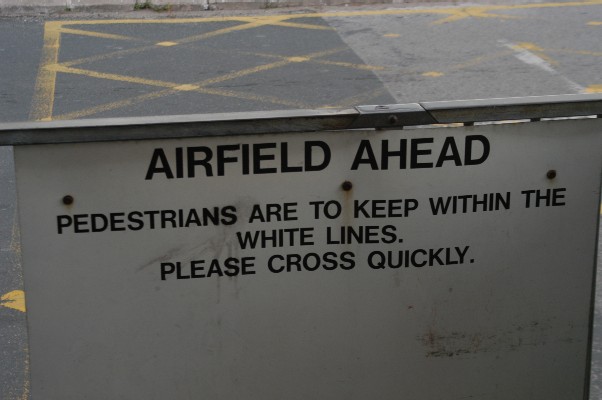 AIRFIELD AHEAD
PEDESTRIANS ARE TO KEEP WITHIN THE
WHITE LINES.
PLEASE CROSS QUICKLY.